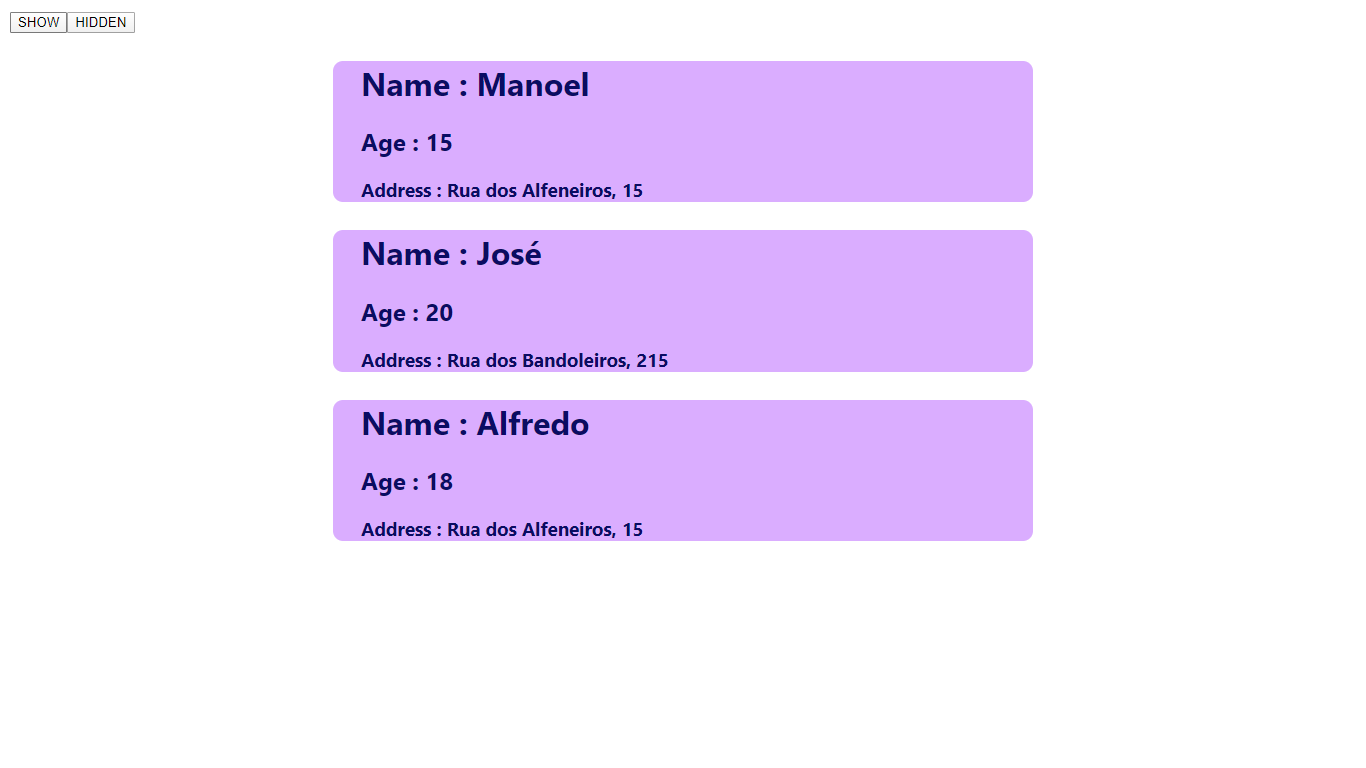 SHOW HIDDEN
Name : Manoel
Age : 15
Address : Rua dos Alfeneiros, 15
Name : José
Age : 20
Address : Rua dos Bandoleiros, 215
Name : Alfredo
Age : 18
Address : Rua dos Alfeneiros, 15